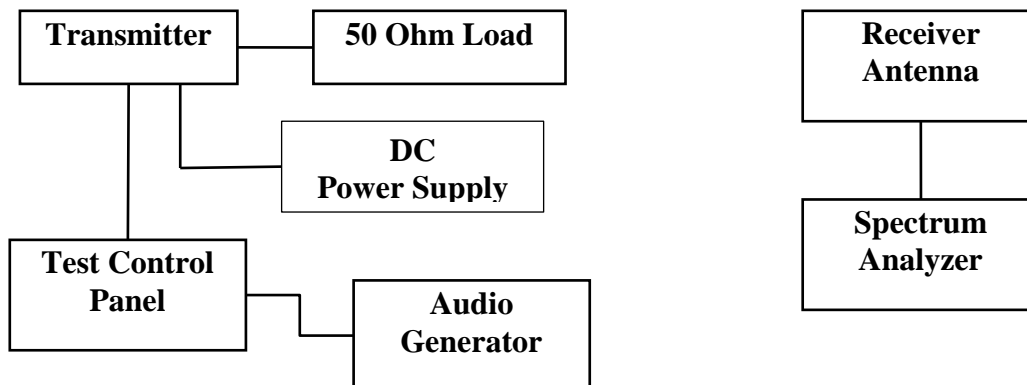 Transmitter
50 Ohm Load
Receiver
Antenna
DC
Power Supply
Test Control
Panel
Spectrum
Analyzer
Audio
Generator